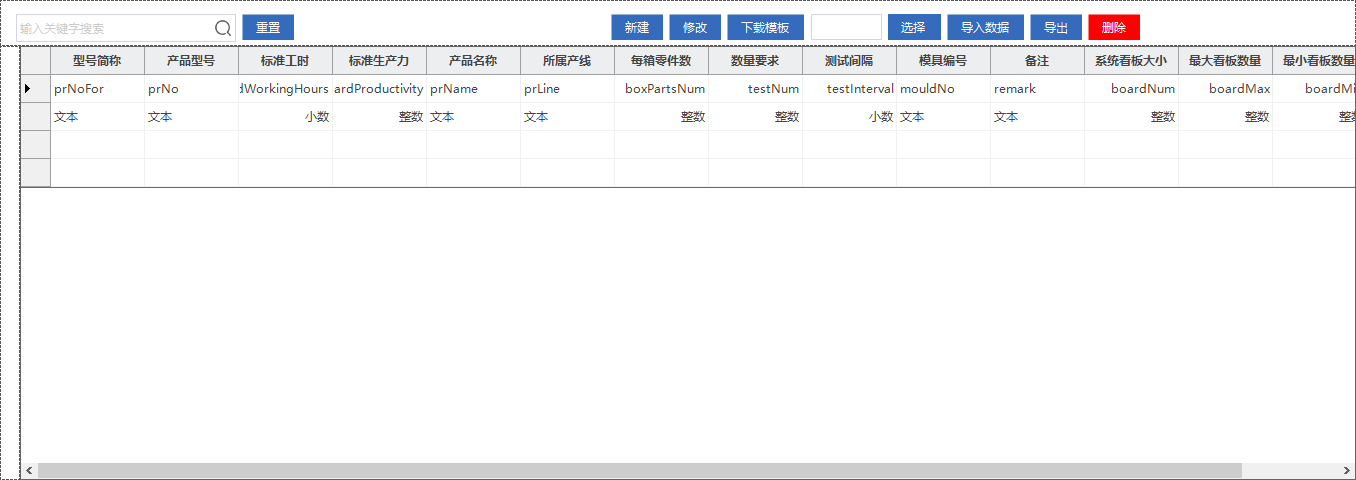 输入关键字搜索 重置 新建 修改 下载模板 选择 导入数据 导出 删除
型号简称 产品型号 标准工时 标准生产力 产品名称 所属产线 每箱零件数 数量要求 测试间隔 模具编号 备注 系统看板大小 最大看板数量 最小看板数量
prNoFor prNo dWorkingHours ardProductivity prName prLine boxPartsNum testNum testInterval mouldNo remark boardNum boardMax boardMi
文本 文本 小数 整数 文本 文本 整数 整数 小数 文本 文本 整数 整数 整数